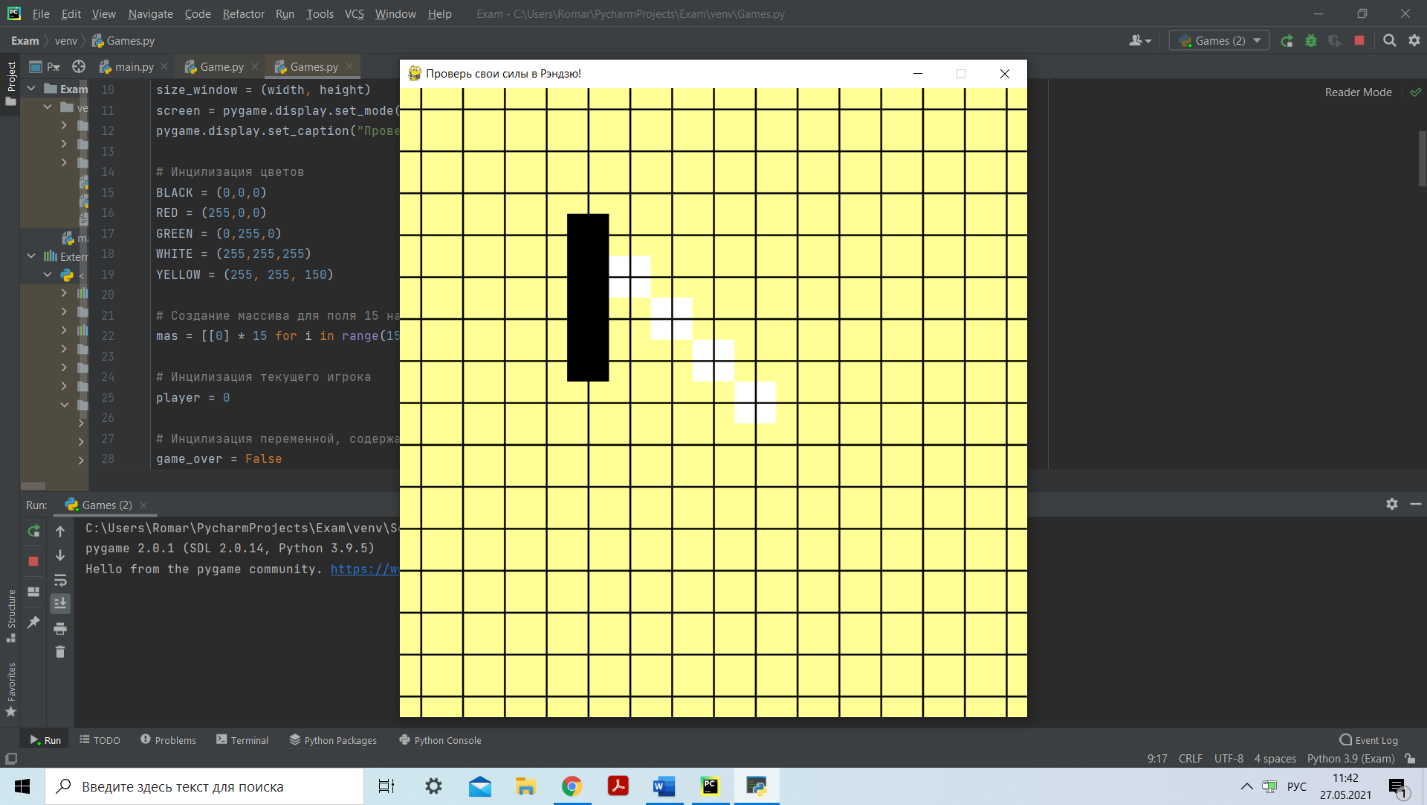 File Edit View Navigate Code Refactor Run Tools VCS Window Help Exam - C:\Users\Romar\PycharmProjects\Exam\venv\Games.py
Exam venv Games.py Games (2)
Project P main.py Game.py Games.py
Проверь свои силы в Рэндзю!
Reader Mode
Exam
ve
m
Extern
<
10 size_window = (width, height)
11 screen = pygame.display.set_mode(
12 pygame.display.set_caption("Прове
13
14 # Инцилизация цветов
15 BLACK = (0,0,0)
16 RED = (255,0,0)
17 GREEN = (0,255,0)
18 WHITE = (255,255,255)
19 YELLOW = (255, 255, 150)
20
21 # Создание массива для поля 15 на
22 mas = [[0] * 15 for i in range(15
23
24 # Инцилизация текущего игрока
25 player = 0
26
27 # Инцилизация переменной, содержа
28 game_over = False
Run: Games (2)
C:\Users\Romar\PycharmProjects\Exam\venv\S
pygame 2.0.1 (SDL 2.0.14, Python 3.9.5)
Hello from the pygame community. https://w
Structure
Favorites
Run TODO Problems Terminal Python Packages Python Console Event Log
9:17 CRLF UTF-8 4 spaces Python 3.9 (Exam)
Введите здесь текст для поиска
РУС 11:42
27.05.2021
1